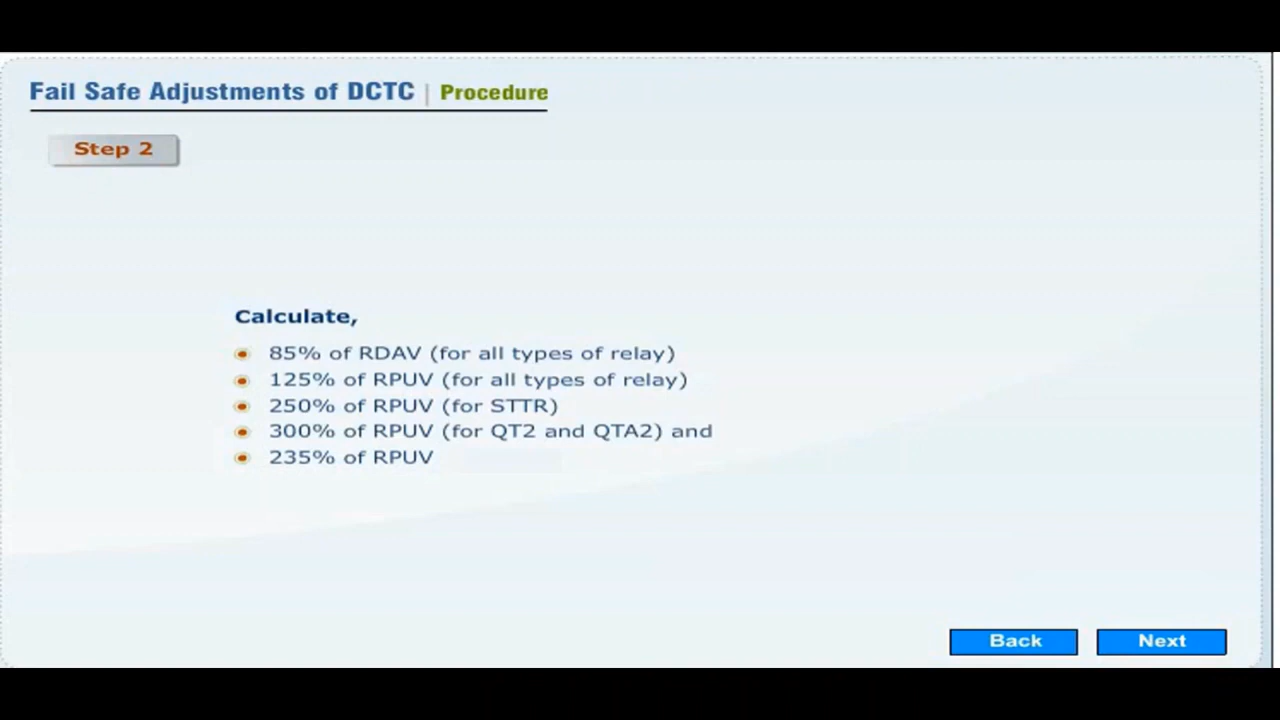 Fail Safe Adjustments of DCTC | Procedure
Step 2
Calculate,
85% of RDAV (for all types of relay)
125% of RPUV (for all types of relay)
250% of RPUV (for STTR)
300% of RPUV (for QT2 and QTA2) and
235% of RPUV
Back Next